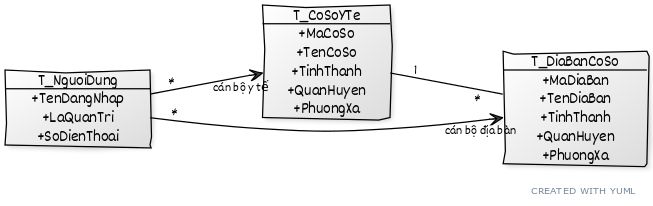 T_NguoiDung
+TenDangNhap
+LaQuanTri
+SoDienThoai
*
cán bộ y tế
*
cán bộ địa bàn
T_CoSoYTe
+MaCoSo
+TenCoSo
+TinhThanh
+QuanHuyen
+PhuongXa
1
*
T_DiaBanCoSo
+MaDiaBan
+TenDiaBan
+TinhThanh
+QuanHuyen
+PhuongXa
CREATED WITH YUML